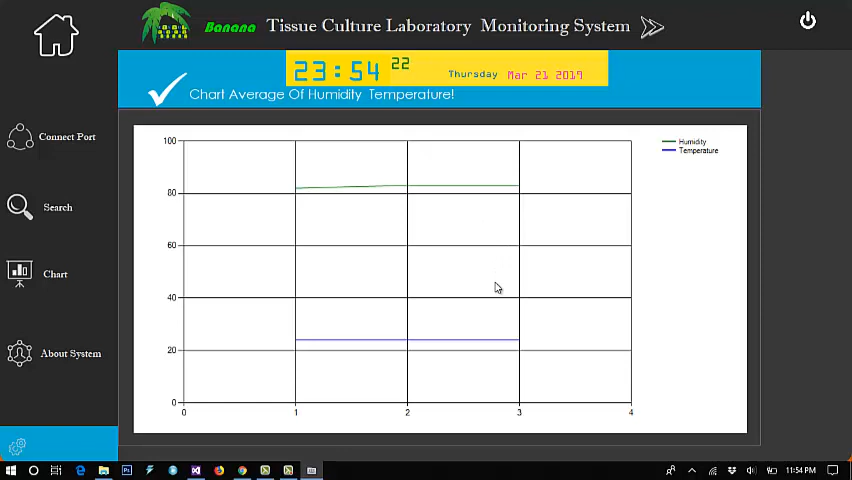 Banana Tissue Culture Laboratory Monitoring System
23:54 22
Thursday Mar 21 2019
Chart Average Of Humidity Temperature!
Connect Port
Search
Chart
About System
100
80
60
40
20
0
0 1 2 3 4
Humidity
Temperature
11:54 PM